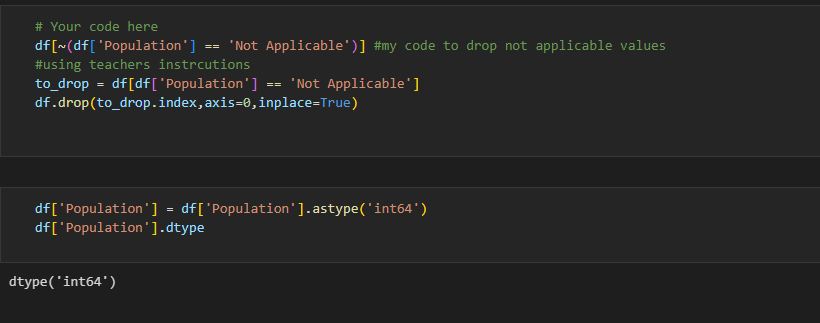 # Your code here
df[~(df['Population'] == 'Not Applicable')] #my code to drop not applicable values
#using teachers instrcutions
to_drop = df[df['Population'] == 'Not Applicable']
df.drop(to_drop.index,axis=0,inplace=True)
df['Population'] = df['Population'].astype('int64')
df['Population'].dtype
dtype('int64')